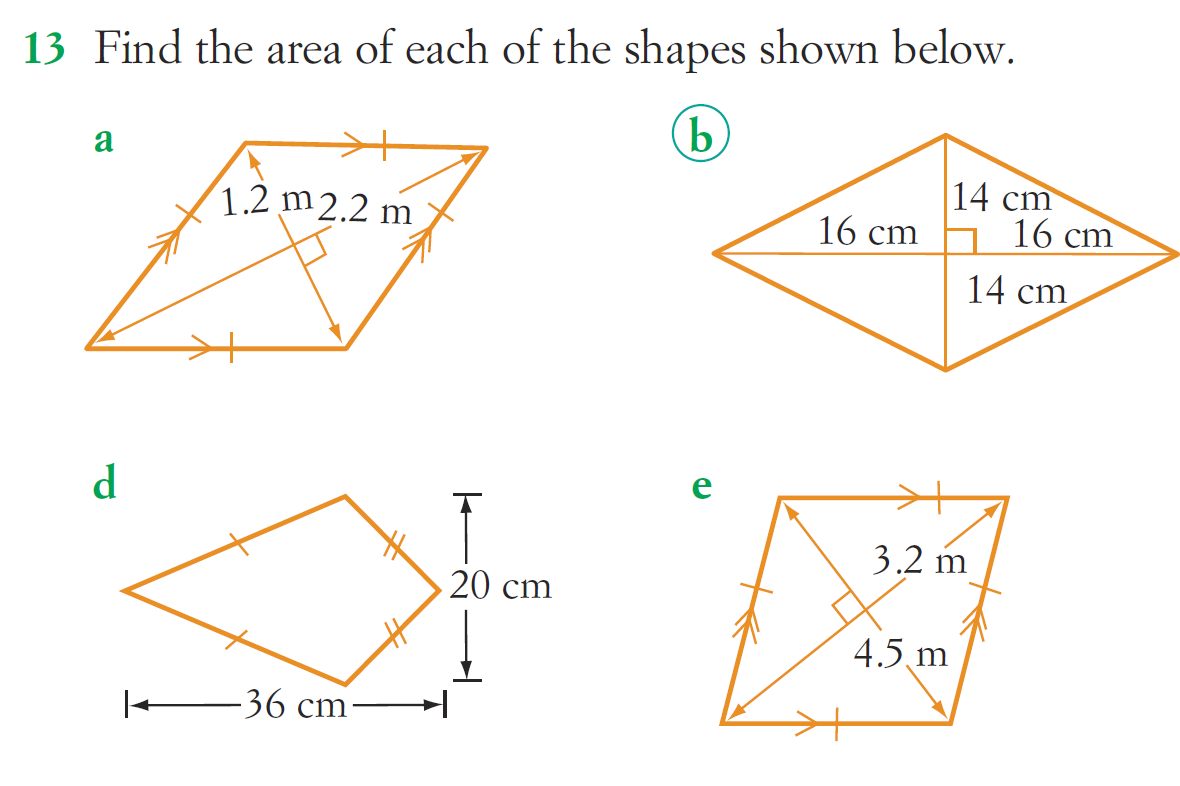 13 Find the area of each of the shapes shown below.
a
1.2 m
2.2 m
b
14 cm
16 cm
16 cm
14 cm
d
20 cm
36 cm
e
3.2 m
4.5 m